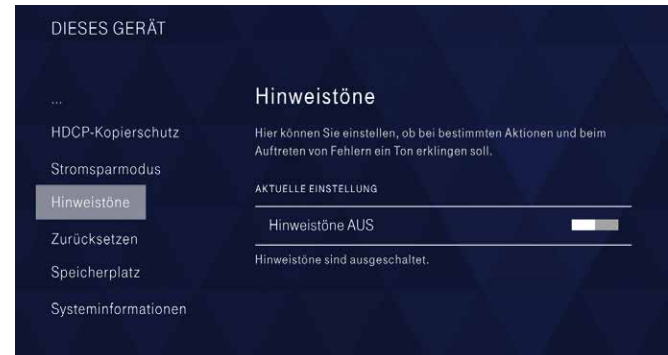 DIESES GERÄT
...
HDCP-Kopierschutz
Stromsparmodus
Hinweistöne
Zurücksetzen
Speicherplatz
Systeminformationen
Hinweistöne
Hier können Sie einstellen, ob bei bestimmten Aktionen und beim
Auftreten von Fehlern ein Ton erklingen soll.
AKTUELLE EINSTELLUNG
Hinweistöne AUS
Hinweistöne sind ausgeschaltet.